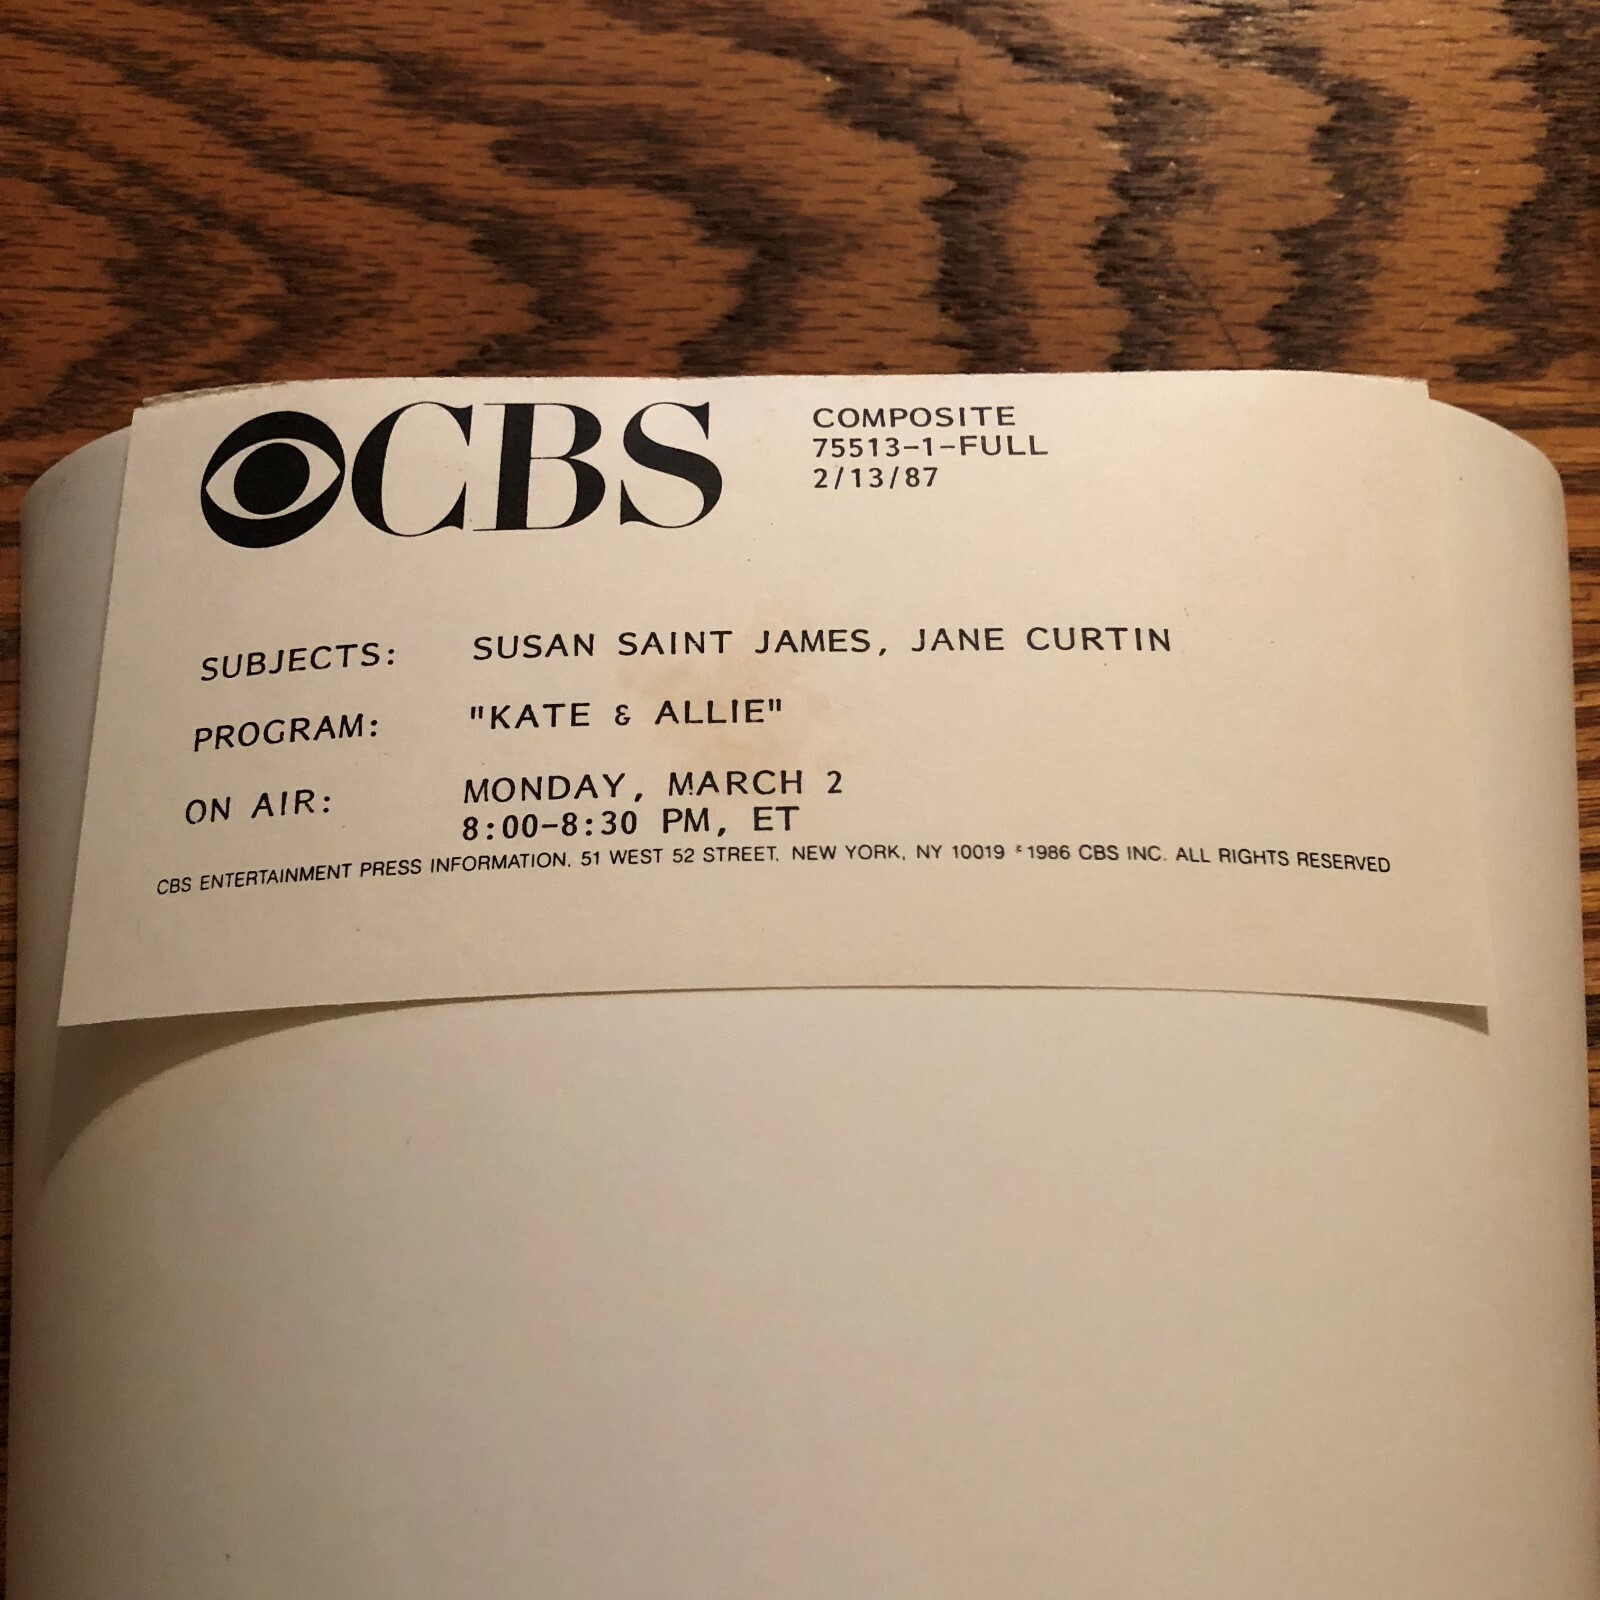 CBS
COMPOSITE
75513-1-FULL
2/13/87
SUBJECTS: SUSAN SAINT JAMES, JANE CURTIN
PROGRAM: "KATE & ALLIE"
ON AIR: MONDAY, MARCH 2
8:00-8:30 PM, ET
CBS ENTERTAINMENT PRESS INFORMATION, 51 WEST 52 STREET, NEW YORK, NY 10019 ©1986 CBS INC. ALL RIGHTS RESERVED